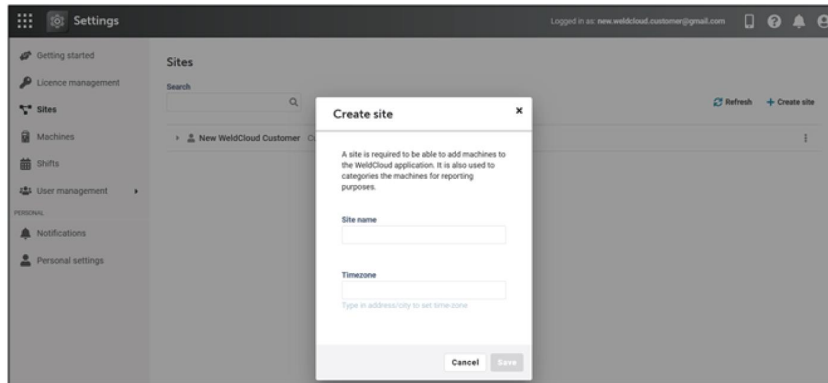 Settings
Logged in as: new.weldcloud.customer@gmail.com
Getting started
Licence management
Sites
Machines
Shifts
User management
PERSONAL
Notifications
Personal settings
Sites
Search
Refresh
Create site
New WeldCloud Customer
Create site
A site is required to be able to add machines to
the WeldCloud application. It is also used to
categories the machines for reporting
purposes.
Site name
Timezone
Type in address/city to set timezone
Cancel
Save